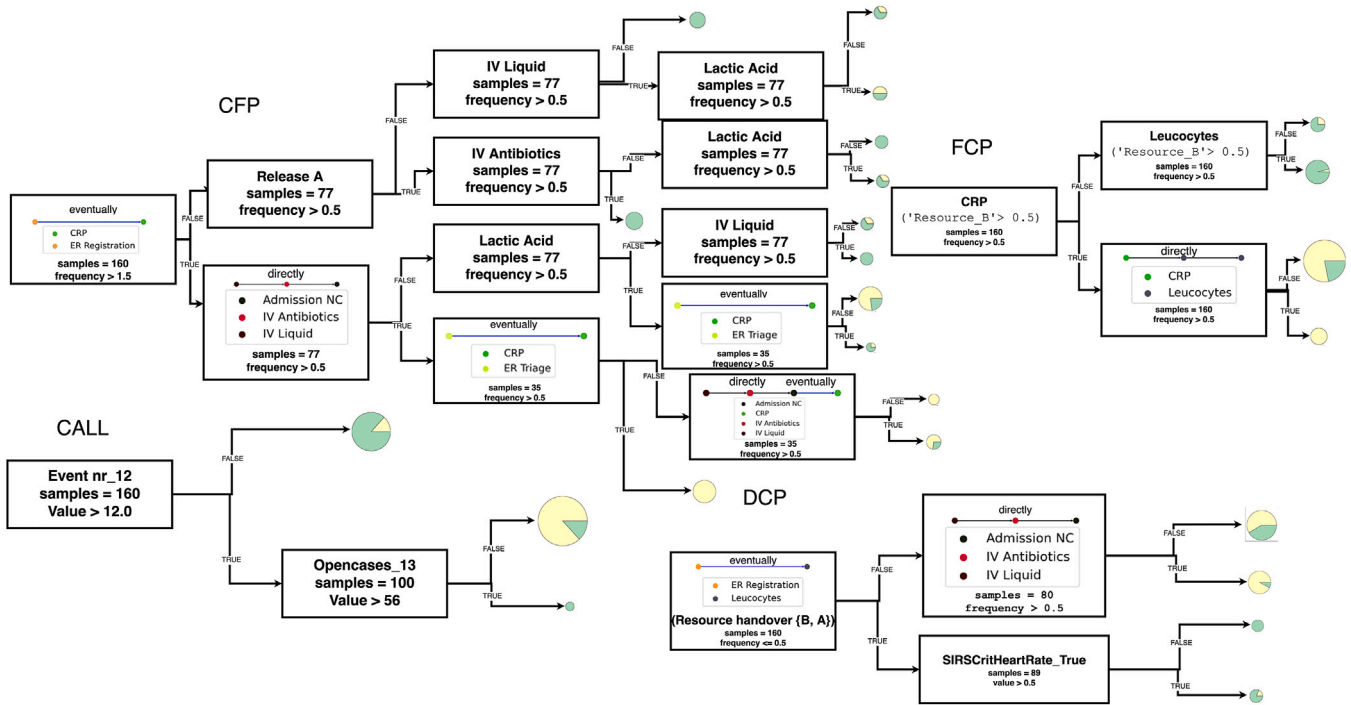 CFP
eventually
CRP
ER Registration
samples = 160
frequency > 1.5
FALSE
TRUE
Release A
samples = 77
frequency > 0.5
FALSE
TRUE
directly
Admission NC
IV Antibiotics
IV Liquid
samples = 77
frequency > 0.5
FALSE
TRUE
IV Liquid
samples = 77
frequency > 0.5
FALSE
TRUE
IV Antibiotics
samples = 77
frequency > 0.5
FALSE
TRUE
Lactic Acid
samples = 77
frequency > 0.5
FALSE
TRUE
eventually
CRP
ER Triage
samples = 35
frequency > 0.5
FALSE
TRUE
Lactic Acid
samples = 77
frequency > 0.5
FALSE
TRUE
Lactic Acid
samples = 77
frequency > 0.5
FALSE
TRUE
IV Liquid
samples = 77
frequency > 0.5
FALSE
TRUE
eventually
CRP
ER Triage
samples = 35
frequency > 0.5
FALSE
TRUE
directly eventually
Admission NC
CRP
IV Antibiotics
IV Liquid
samples = 35
frequency > 0.5
FALSE
TRUE
FCP
CRP
('Resource_B'> 0.5)
samples = 160
frequency > 0.5
FALSE
TRUE
Leucocytes
('Resource_B'> 0.5)
samples = 160
frequency > 0.5
FALSE
TRUE
directly
CRP
Leucocytes
samples = 160
frequency > 0.5
FALSE
TRUE
CALL
Event nr_12
samples = 160
Value > 12.0
FALSE
TRUE
Opencases_13
samples = 100
Value > 56
FALSE
TRUE
DCP
eventually
ER Registration
Leucocytes
(Resource handover {B, A})
samples = 160
frequency <= 0.5
FALSE
TRUE
directly
Admission NC
IV Antibiotics
IV Liquid
samples = 80
frequency > 0.5
FALSE
TRUE
SIRSCritHeartRate_True
samples = 89
value > 0.5
FALSE
TRUE